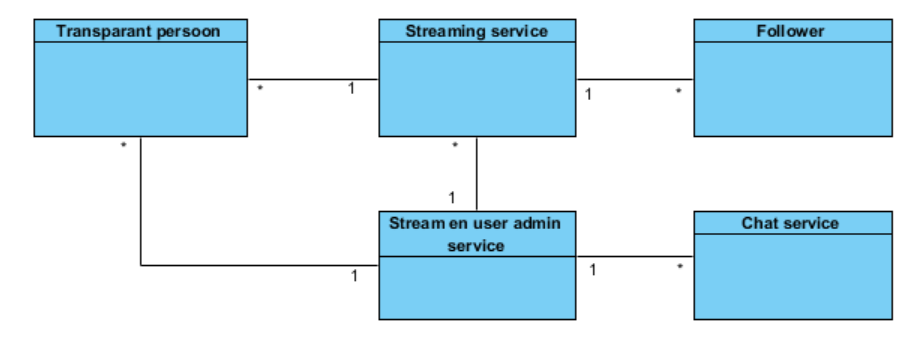 Transparant persoon
Streaming service
Follower
*
1
1
*
*
*
1
Stream en user admin
service
Chat service
1
1
*